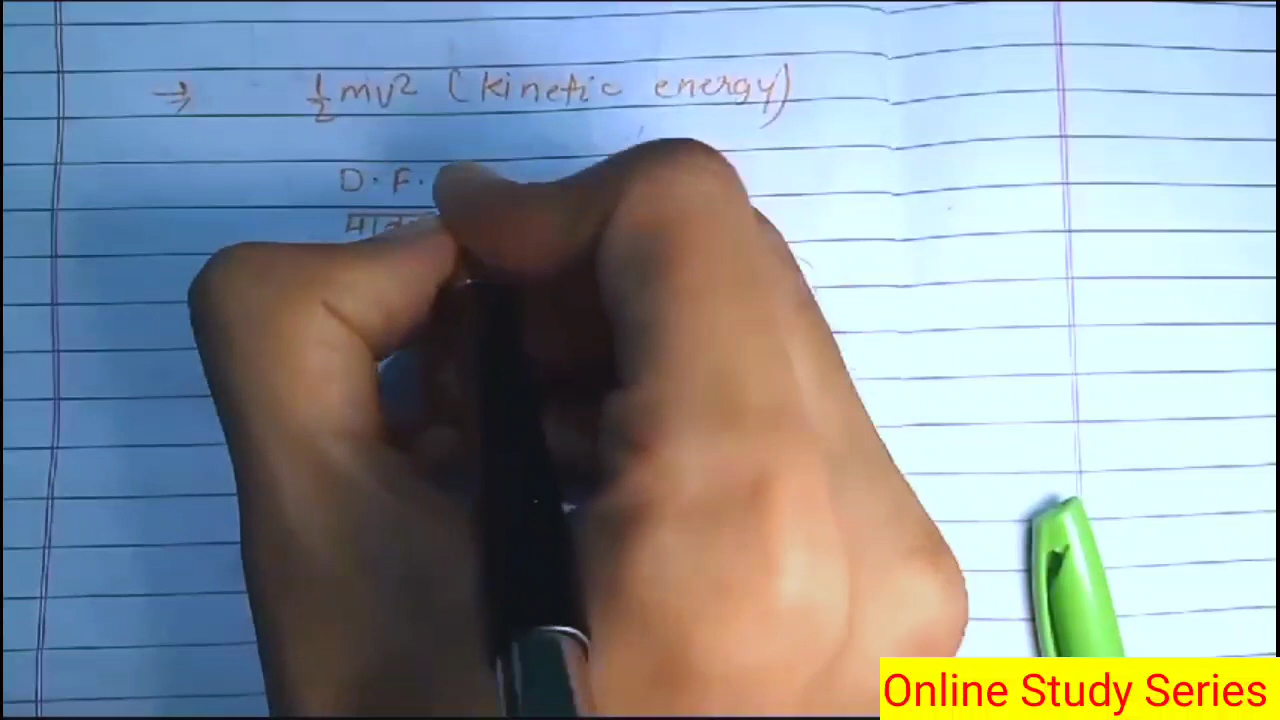 ⇒ ½mv² (kinetic energy)
D. F.
Online Study Series